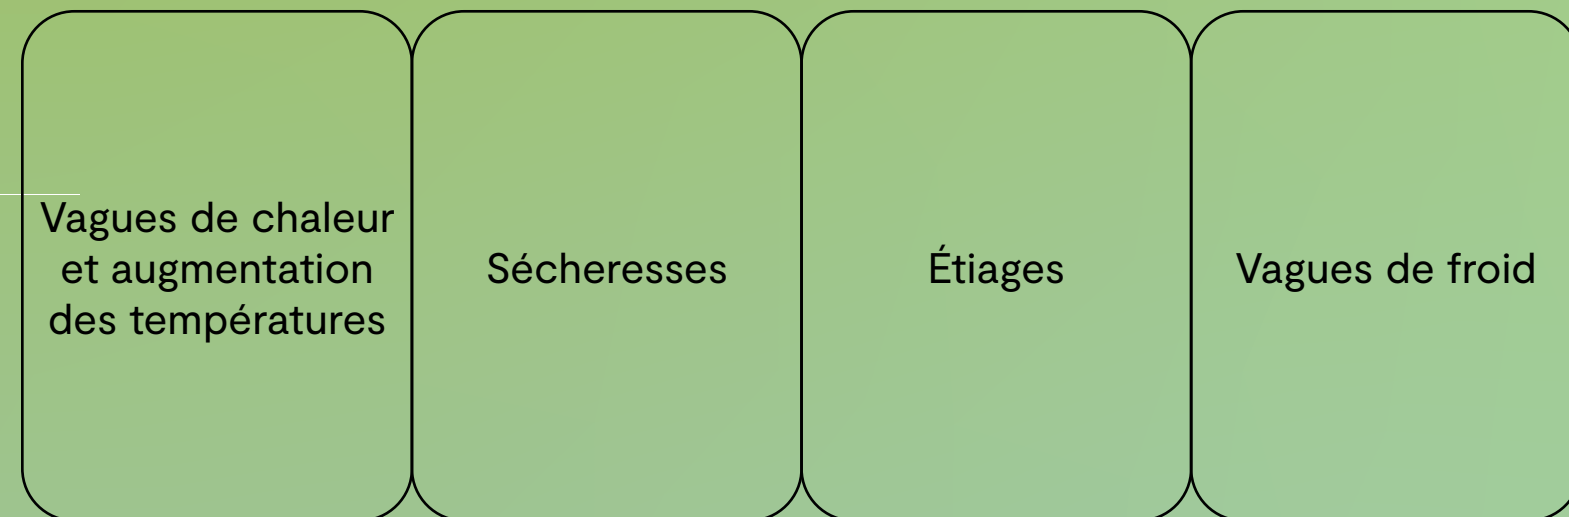 Vagues de chaleur
et augmentation
des températures
Sécheresses
Étiages
Vagues de froid